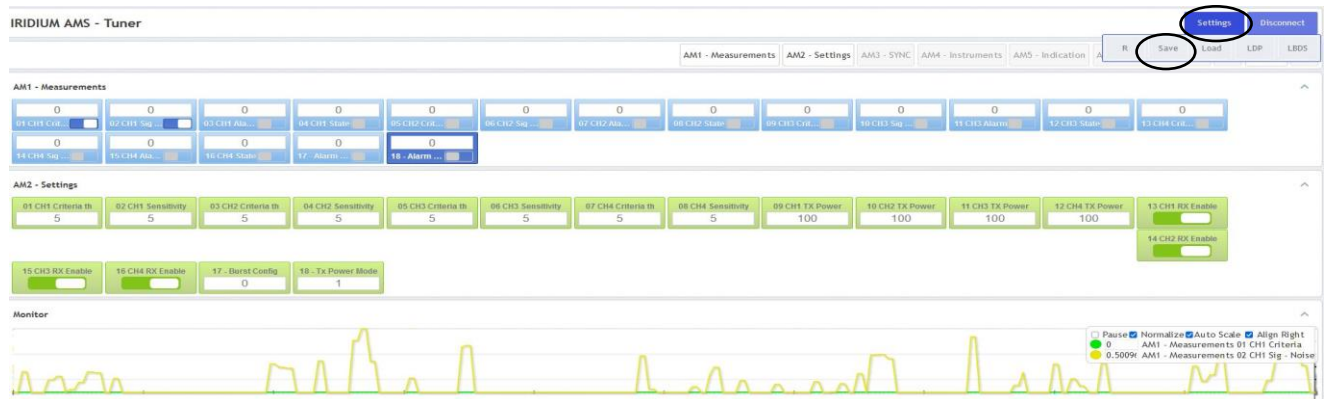 IRIDIUM AMS - Tuner
Settings
Disconnect
R Save Load LDP LBDS
AM1 - Measurements AM2 - Settings AM3 - SYNC AM4 - Instruments AM5 - Indication A
AM1 - Measurements
0 0 0 0 0 0 0 0 0 0 0 0 0
01 CH1 Crit... 02 CH1 Sig ... 03 CH1 Ala... 04 CH1 State 05 CH2 Crit... 06 CH2 Sig ... 07 CH2 Ala... 08 CH2 State 09 CH3 Crit... 10 CH3 Sig ... 11 CH3 Alarm 12 CH3 State 13 CH4 Crit...
0 0 0 0 0
14 CH4 Sig ... 15 CH4 Ala... 16 CH4 State 17 - Alarm ... 18 - Alarm ...
AM2 - Settings
01 CH1 Criteria th 02 CH1 Sensitivity 03 CH2 Criteria th 04 CH2 Sensitivity 05 CH3 Criteria th 06 CH3 Sensitivity 07 CH4 Criteria th 08 CH4 Sensitivity 09 CH1 TX Power 10 CH2 TX Power 11 CH3 TX Power 12 CH4 TX Power 13 CH1 RX Enable
5 5 5 5 5 5 5 5 100 100 100 100
14 CH2 RX Enable
15 CH3 RX Enable 16 CH4 RX Enable 17 - Burst Config 18 - Tx Power Mode
0 1
Monitor
Pause Normalize Auto Scale Align Right
0 AM1 - Measurements 01 CH1 Criteria
AM1 - Measurements 02 CH1 Sig - Noise